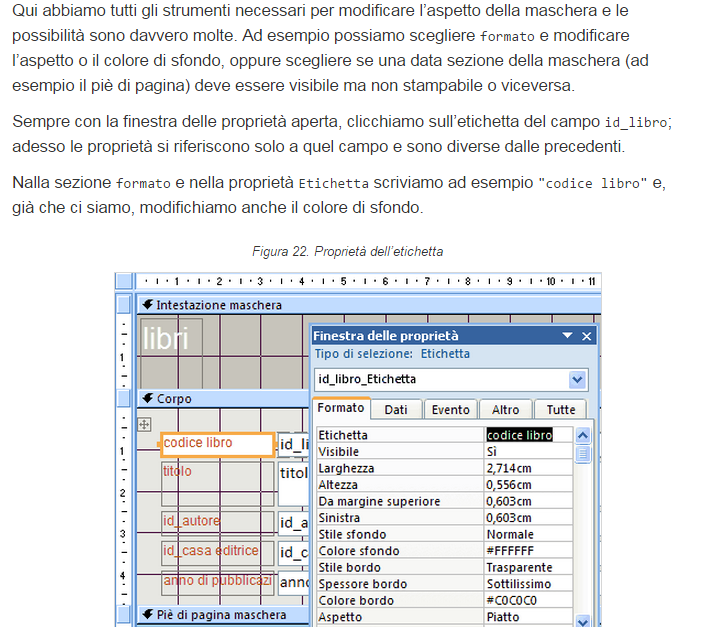 Qui abbiamo tutti gli strumenti necessari per modificare l'aspetto della maschera e le
possibilità sono davvero molte. Ad esempio possiamo scegliere formato e modificare
l'aspetto o il colore di sfondo, oppure scegliere se una data sezione della maschera (ad
esempio il piè di pagina) deve essere visibile ma non stampabile o viceversa.
Sempre con la finestra delle proprietà aperta, clicchiamo sull'etichetta del campo id_libro;
adesso le proprietà si riferiscono solo a quel campo e sono diverse dalle precedenti.
Nalla sezione formato e nella proprietà Etichetta scriviamo ad esempio "codice libro" e,
già che ci siamo, modifichiamo anche il colore di sfondo.
Figura 22. Proprietà dell'etichetta
1 2 3 4 5 6 7 8 9 10 11
Intestazione maschera
libri
1
Corpo
codice libro id_li
titolo titol
id_autore id_a
id_casa editrice id_c
anno di pubblicazi anno
1
2
3
4
Piè di pagina maschera
Finestra delle proprietà
Tipo di selezione: Etichetta
id_libro_Etichetta
Formato Dati Evento Altro Tutte
Etichetta codice libro
Visibile Sì
Larghezza 2,714cm
Altezza 0,556cm
Da margine superiore 0,603cm
Sinistra 0,603cm
Stile sfondo Normale
Colore sfondo #FFFFFF
Stile bordo Trasparente
Spessore bordo Sottilissimo
Colore bordo #C0C0C0
Aspetto Piatto